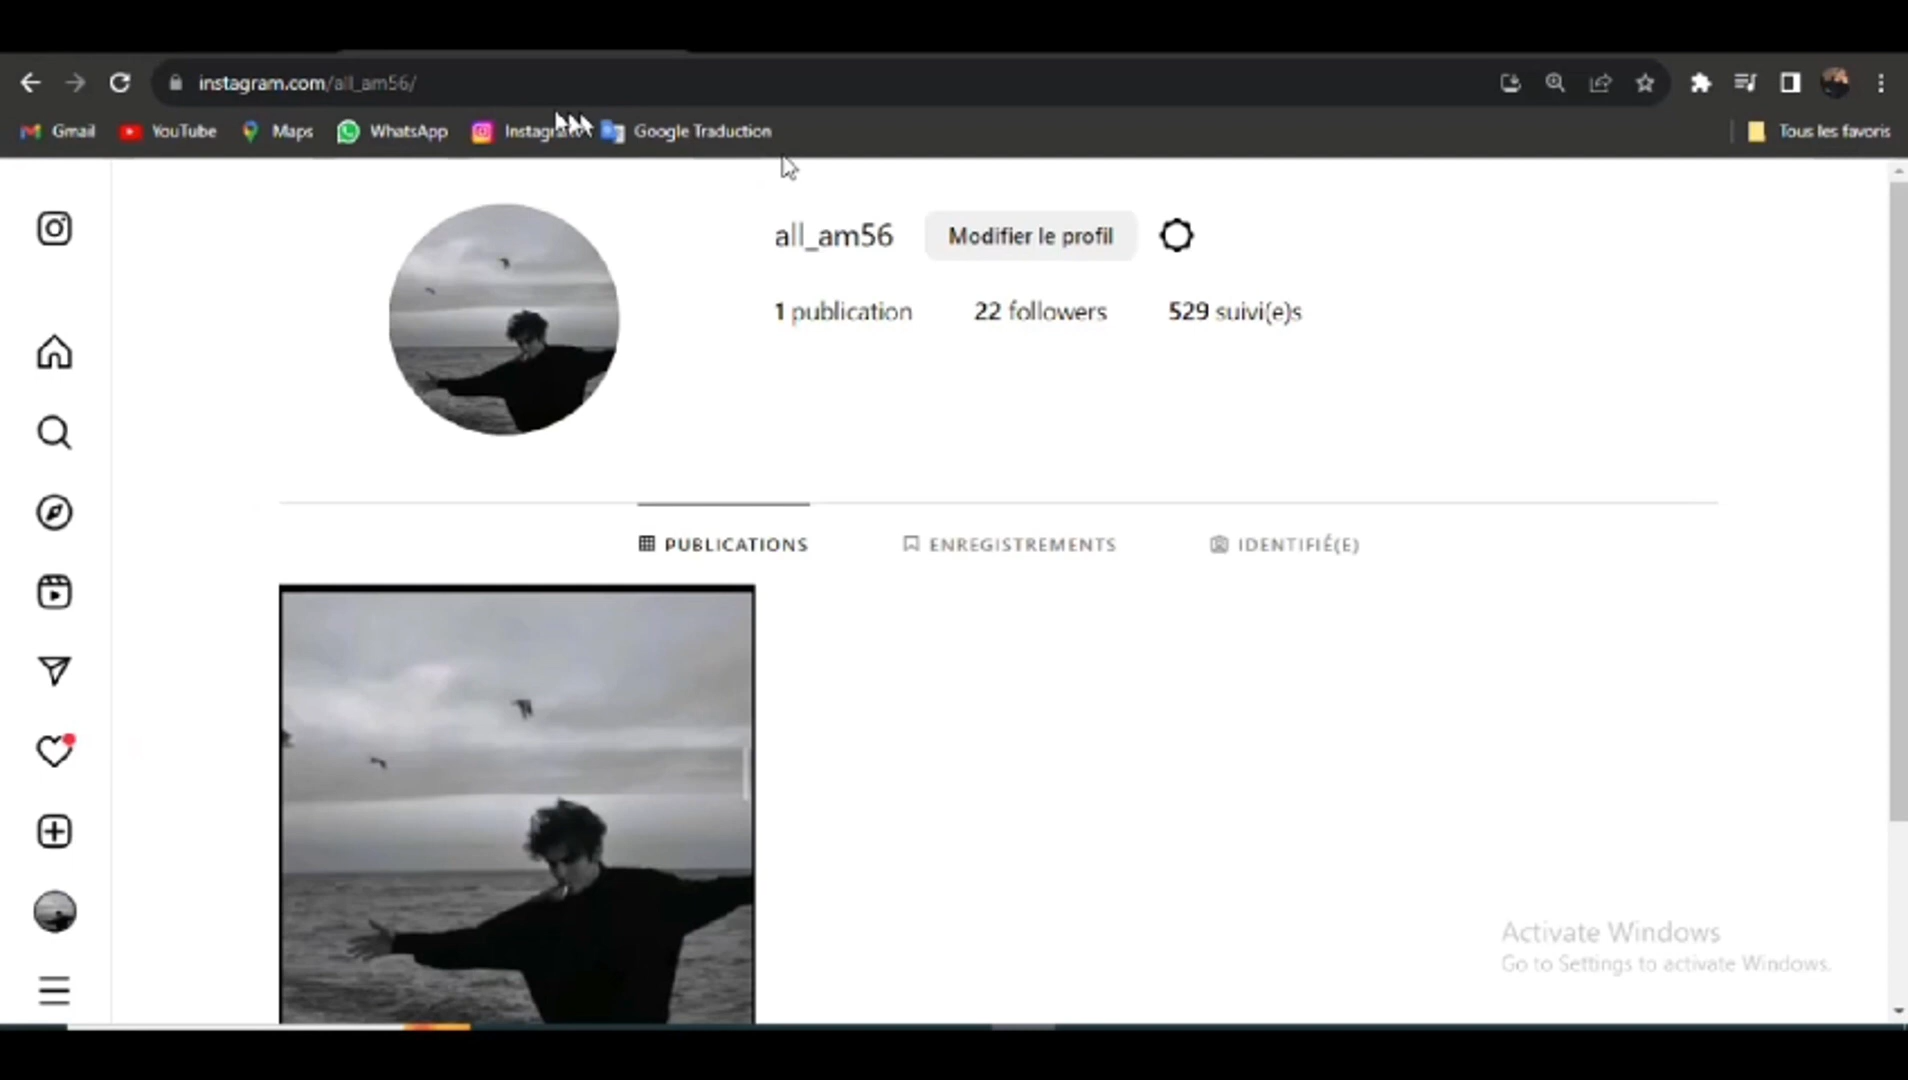 instagram.com/all_am56/
Gmail YouTube Maps WhatsApp Google Traduction Tous les favoris
all_am56 Modifier le profil
1 publication 22 followers 529 suivi(e)s
PUBLICATIONS ENREGISTREMENTS IDENTIFIÉ(E)
Activate Windows
Go to Settings to activate Windows.